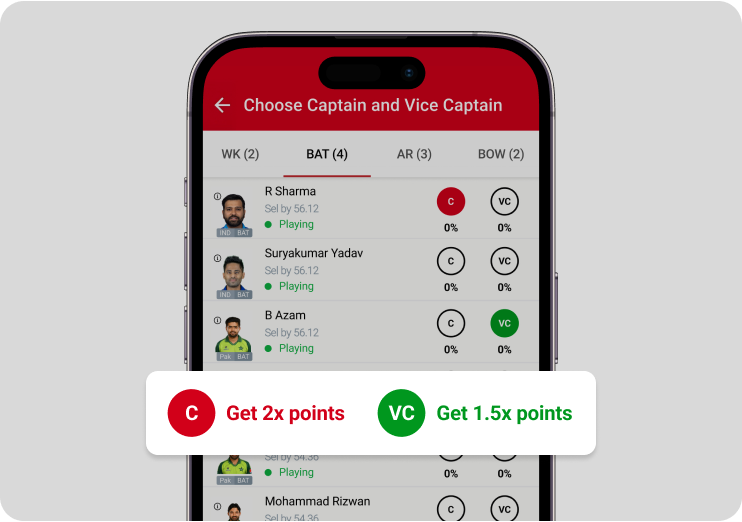 Choose Captain and Vice Captain
WK (2) BAT (4) AR (3) BOW (2)
R Sharma
Sel by 56.12
Playing
IND BAT
C VC
0% 0%
Suryakumar Yadav
Sel by 56.12
Playing
IND BAT
C VC
0% 0%
B Azam
Sel by 56.12
Playing
Pak BAT
C VC
0% 0%
C Get 2x points VC Get 1.5x points
Sel by 54.36
Playing
Pak BAT
0% 0%
Mohammad Rizwan
Sel by 54.36
C VC